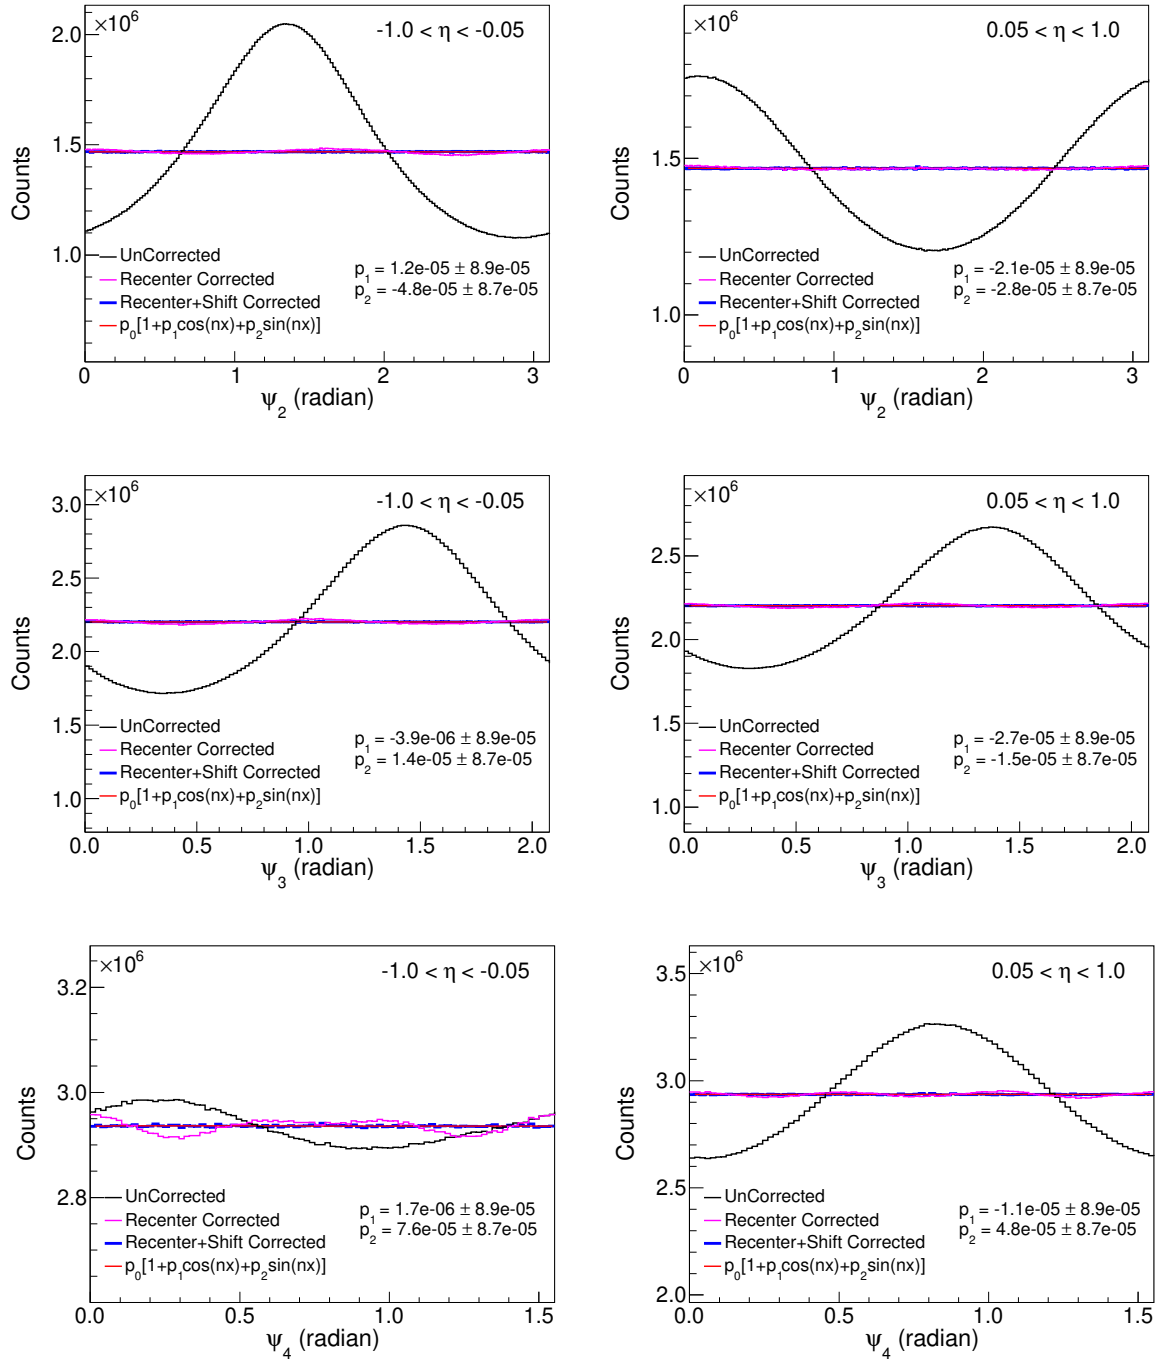 ×10⁶
-1.0 < η < -0.05
2.0
1.5
1.0
Counts
UnCorrected
Recenter Corrected
Recenter+Shift Corrected
p₀[1+p₁cos(nx)+p₂sin(nx)]
p₁ = 1.2e-05 ± 8.9e-05
p₂ = -4.8e-05 ± 8.7e-05
0 1 2 3
ψ₂ (radian)
×10⁶
0.05 < η < 1.0
1.5
1.0
Counts
UnCorrected
Recenter Corrected
Recenter+Shift Corrected
p₀[1+p₁cos(nx)+p₂sin(nx)]
p₁ = -2.1e-05 ± 8.9e-05
p₂ = -2.8e-05 ± 8.7e-05
0 1 2 3
ψ₂ (radian)
×10⁶
-1.0 < η < -0.05
3.0
2.5
2.0
1.5
1.0
Counts
UnCorrected
Recenter Corrected
Recenter+Shift Corrected
p₀[1+p₁cos(nx)+p₂sin(nx)]
p₁ = -3.9e-06 ± 8.9e-05
p₂ = 1.4e-05 ± 8.7e-05
0.0 0.5 1.0 1.5 2.0
ψ₃ (radian)
×10⁶
0.05 < η < 1.0
2.5
2.0
1.5
1.0
Counts
UnCorrected
Recenter Corrected
Recenter+Shift Corrected
p₀[1+p₁cos(nx)+p₂sin(nx)]
p₁ = -2.7e-05 ± 8.9e-05
p₂ = -1.5e-05 ± 8.7e-05
0.0 0.5 1.0 1.5 2.0
ψ₃ (radian)
×10⁶
-1.0 < η < -0.05
3.2
3.0
2.8
Counts
UnCorrected
Recenter Corrected
Recenter+Shift Corrected
p₀[1+p₁cos(nx)+p₂sin(nx)]
p₁ = 1.7e-06 ± 8.9e-05
p₂ = 7.6e-05 ± 8.7e-05
0.0 0.5 1.0 1.5
ψ₄ (radian)
×10⁶
0.05 < η < 1.0
3.5
3.0
2.5
2.0
Counts
UnCorrected
Recenter Corrected
Recenter+Shift Corrected
p₀[1+p₁cos(nx)+p₂sin(nx)]
p₁ = -1.1e-05 ± 8.9e-05
p₂ = 4.8e-05 ± 8.7e-05
0.0 0.5 1.0 1.5
ψ₄ (radian)